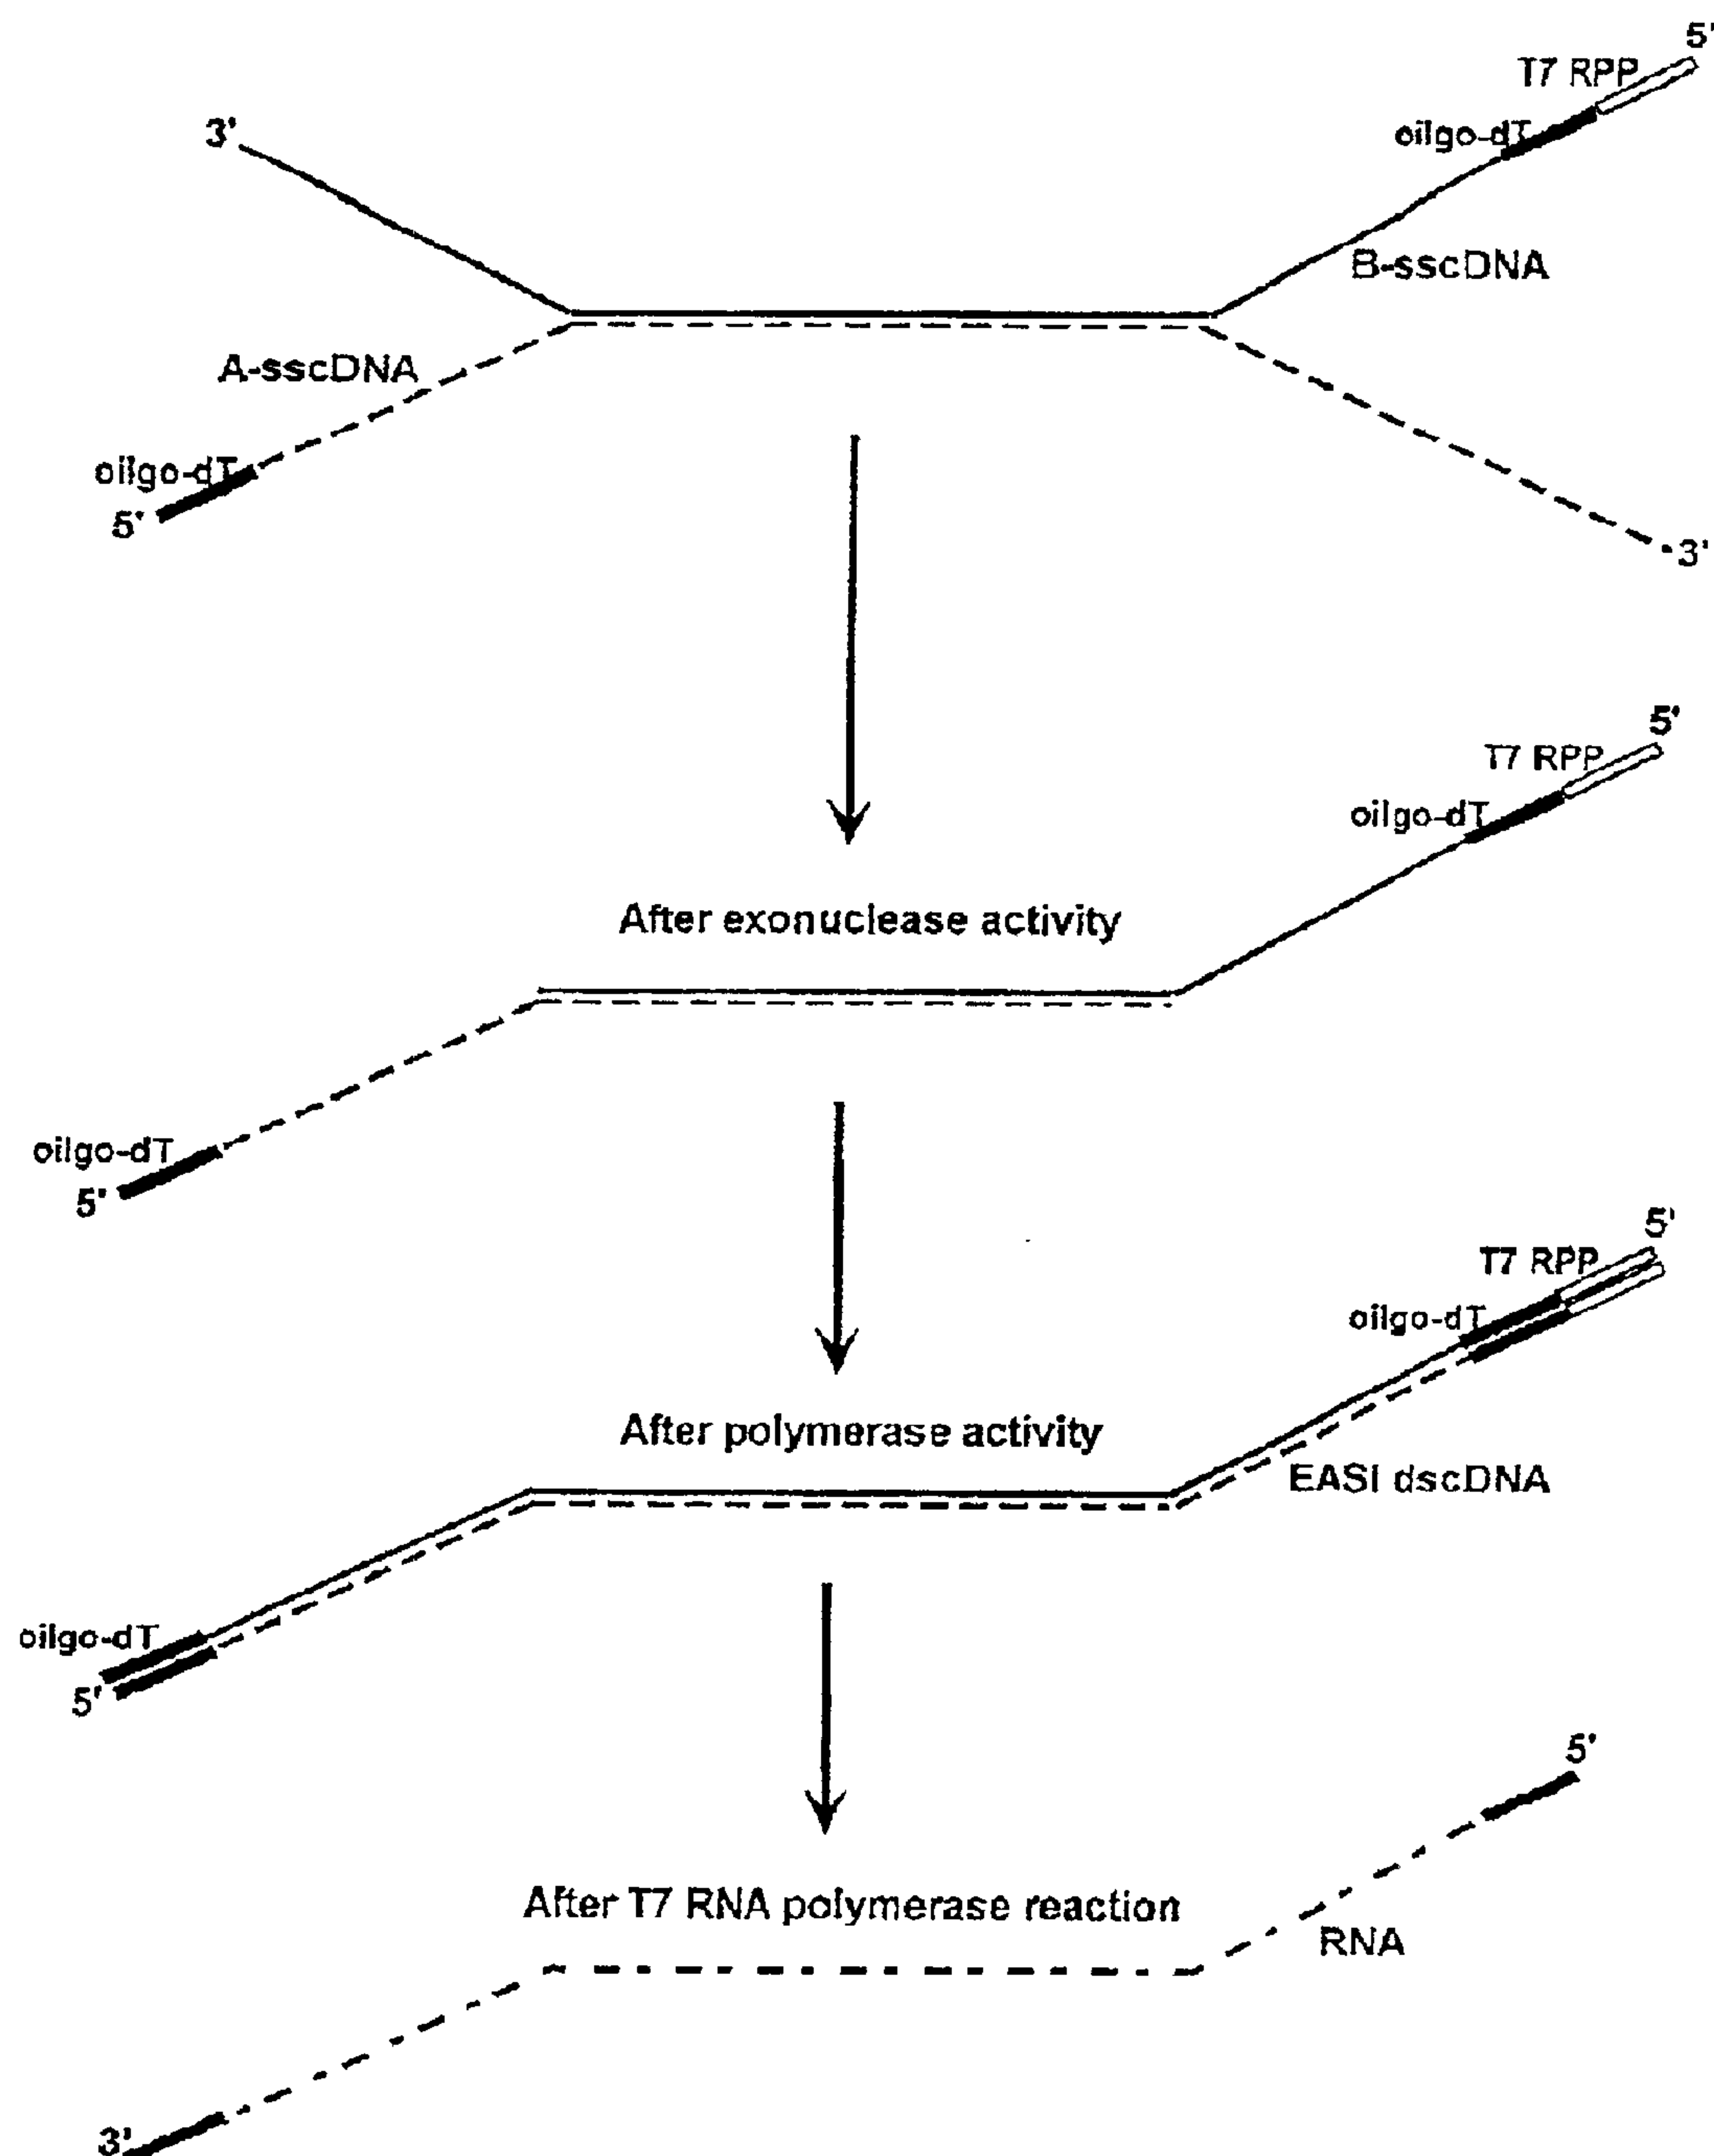 5'
T7 RPP
oilgo-dT
3'
B-sscDNA
A-sscDNA
oilgo-dT
5'
3'
5'
T7 RPP
oilgo-dT
After exonuclease activity
oilgo-dT
5'
5'
T7 RPP
oilgo-dT
After polymerase activity
EASI dscDNA
oilgo-dT
5'
5'
After T7 RNA polymerase reaction
RNA
3'